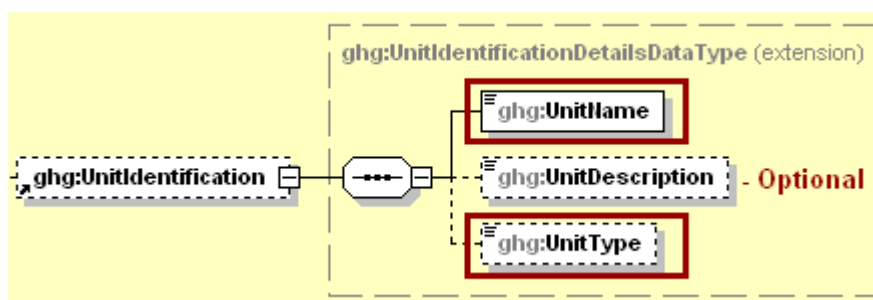 ghg:UnitIdentificationDetailsDataType (extension)
ghg:UnitName
ghg:UnitIdentification
ghg:UnitDescription - Optional
ghg:UnitType